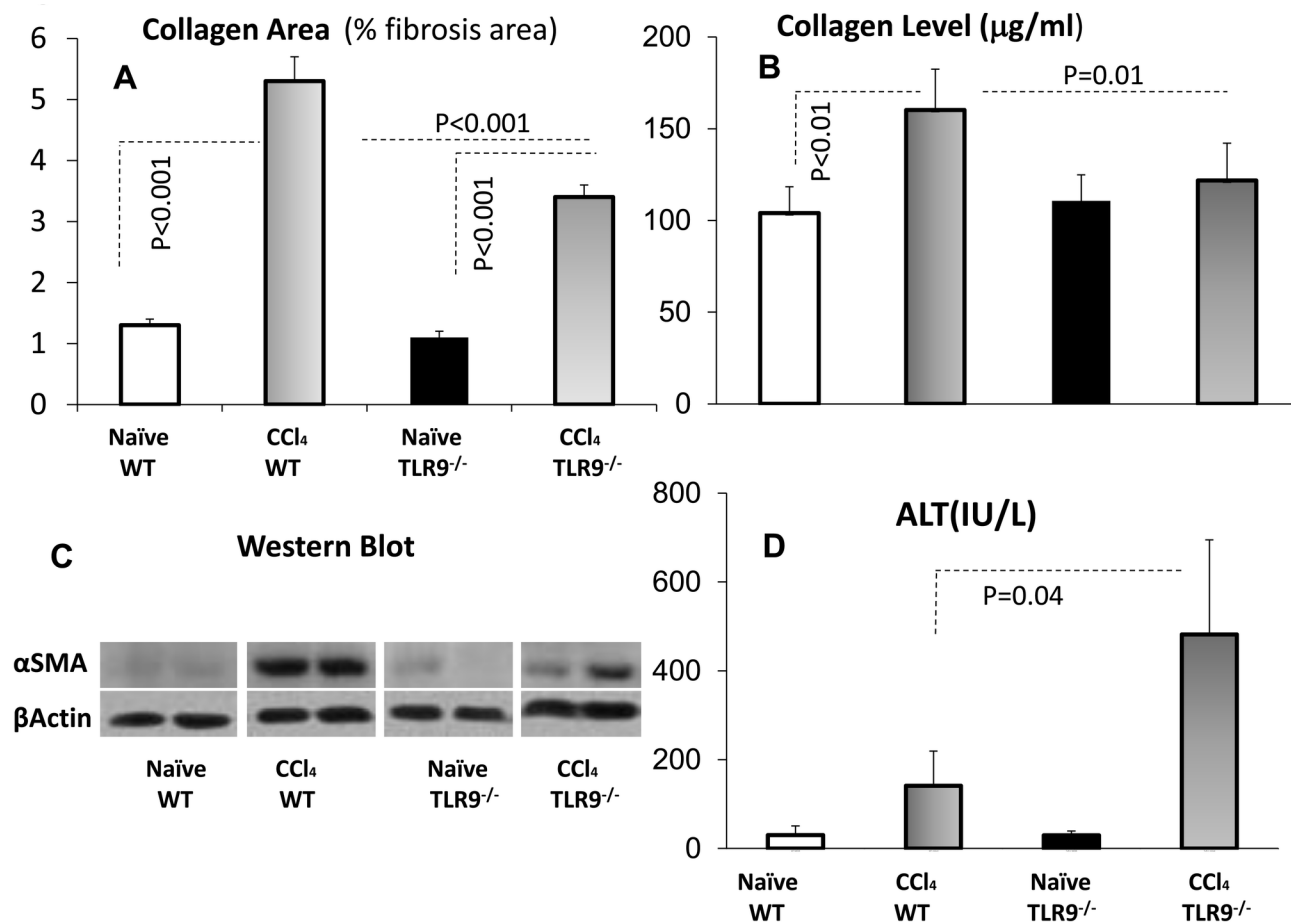 Collagen Area (% fibrosis area)
A
6
5
4
3
2
1
0
P<0.001
P<0.001
P<0.001
Naïve
WT
CCl₄
WT
Naïve
TLR9⁻/⁻
CCl₄
TLR9⁻/⁻
Collagen Level (μg/ml)
B
200
150
100
50
0
P<0.01
P=0.01
C
Western Blot
αSMA
βActin
Naïve
WT
CCl₄
WT
Naïve
TLR9⁻/⁻
CCl₄
TLR9⁻/⁻
ALT(IU/L)
D
800
600
400
200
0
P=0.04
Naïve
WT
CCl₄
WT
Naïve
TLR9⁻/⁻
CCl₄
TLR9⁻/⁻